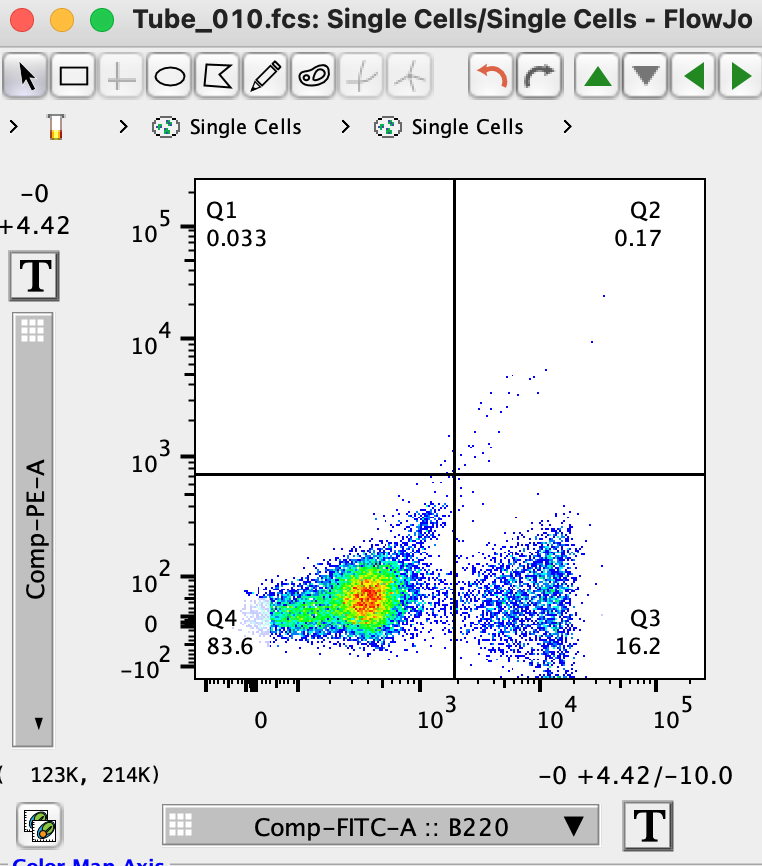 Tube_010.fcs: Single Cells/Single Cells - FlowJo
> > Single Cells > Single Cells >
-0
+4.42
T
Q1
0.033
Q2
0.17
10^5
10^4
10^3
10^2
0
-10^2
Comp-PE-A
Q4
83.6
Q3
16.2
0 10^3 10^4 10^5
( 123K, 214K)
-0 +4.42/-10.0
Comp-FITC-A :: B220
T
Color Map Axis